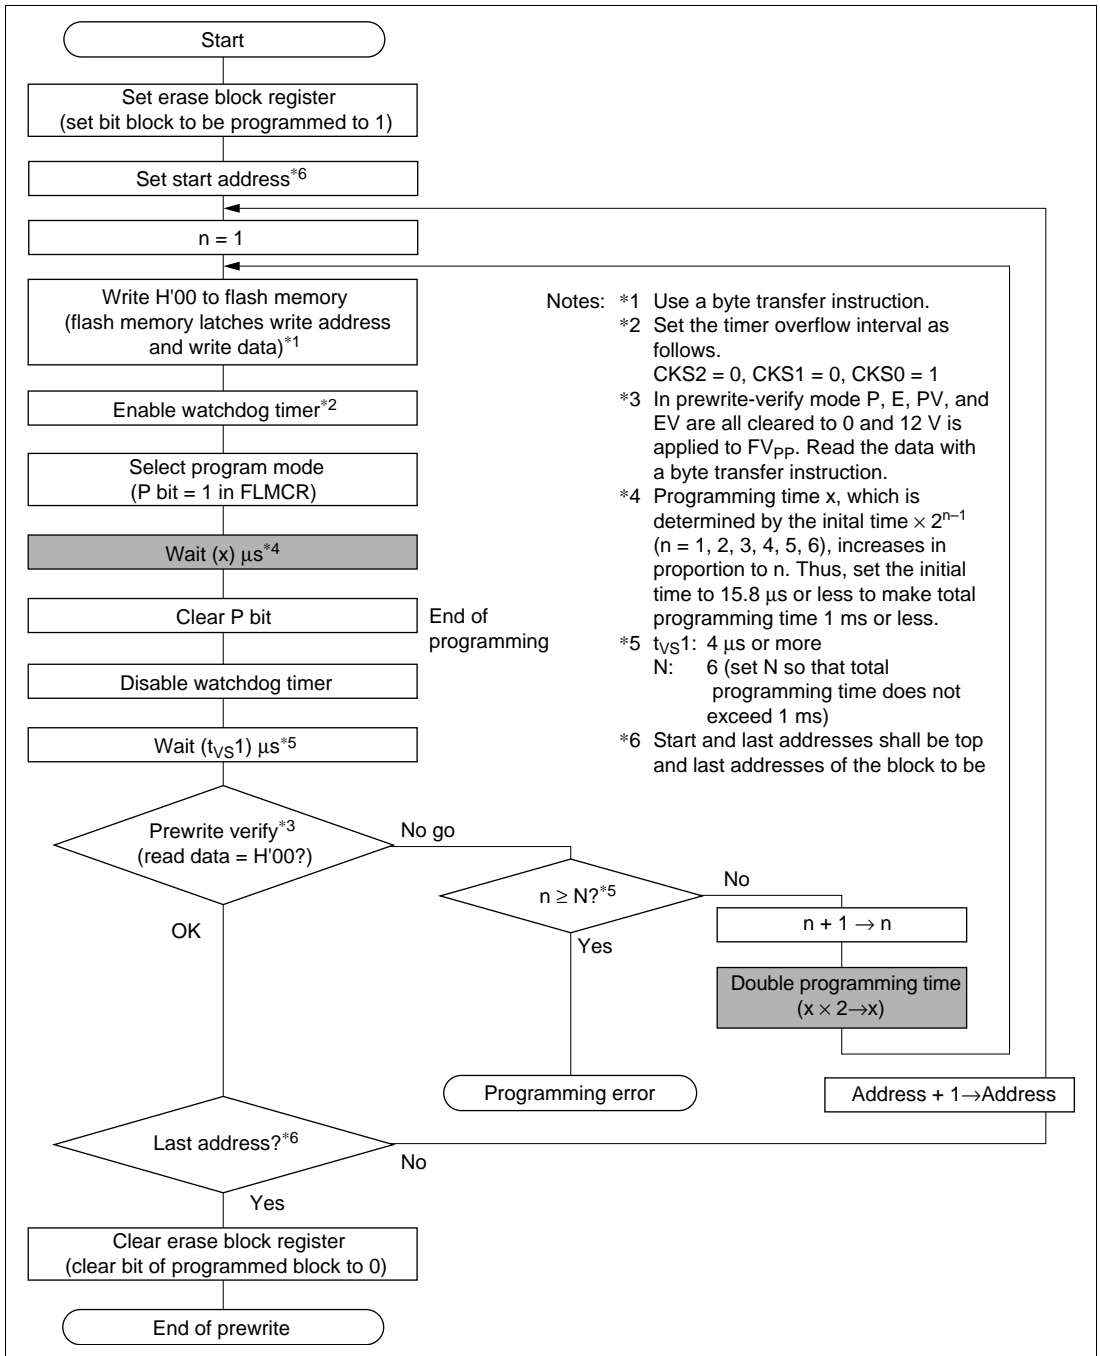 Start
Set erase block register
(set bit block to be programmed to 1)
Set start address*6
n = 1
Write H'00 to flash memory
(flash memory latches write address
and write data)*1
Enable watchdog timer*2
Select program mode
(P bit = 1 in FLMCR)
Wait (x) μs*4
Clear P bit
End of
programming
Disable watchdog timer
Wait (tVS1) μs*5
Notes: *1 Use a byte transfer instruction.
*2 Set the timer overflow interval as
follows.
CKS2 = 0, CKS1 = 0, CKS0 = 1
*3 In prewrite-verify mode P, E, PV, and
EV are all cleared to 0 and 12 V is
applied to FVPP. Read the data with
a byte transfer instruction.
*4 Programming time x, which is
determined by the inital time × 2n–1
(n = 1, 2, 3, 4, 5, 6), increases in
proportion to n. Thus, set the initial
time to 15.8 μs or less to make total
programming time 1 ms or less.
*5 tVS1: 4 μs or more
N: 6 (set N so that total
programming time does not
exceed 1 ms)
*6 Start and last addresses shall be top
and last addresses of the block to be
Prewrite verify*3
(read data = H'00?)
No go
OK
n ≥ N?*5
No
Yes
n + 1 → n
Double programming time
(x × 2→x)
Programming error
Address + 1→Address
Last address?*6
No
Yes
Clear erase block register
(clear bit of programmed block to 0)
End of prewrite